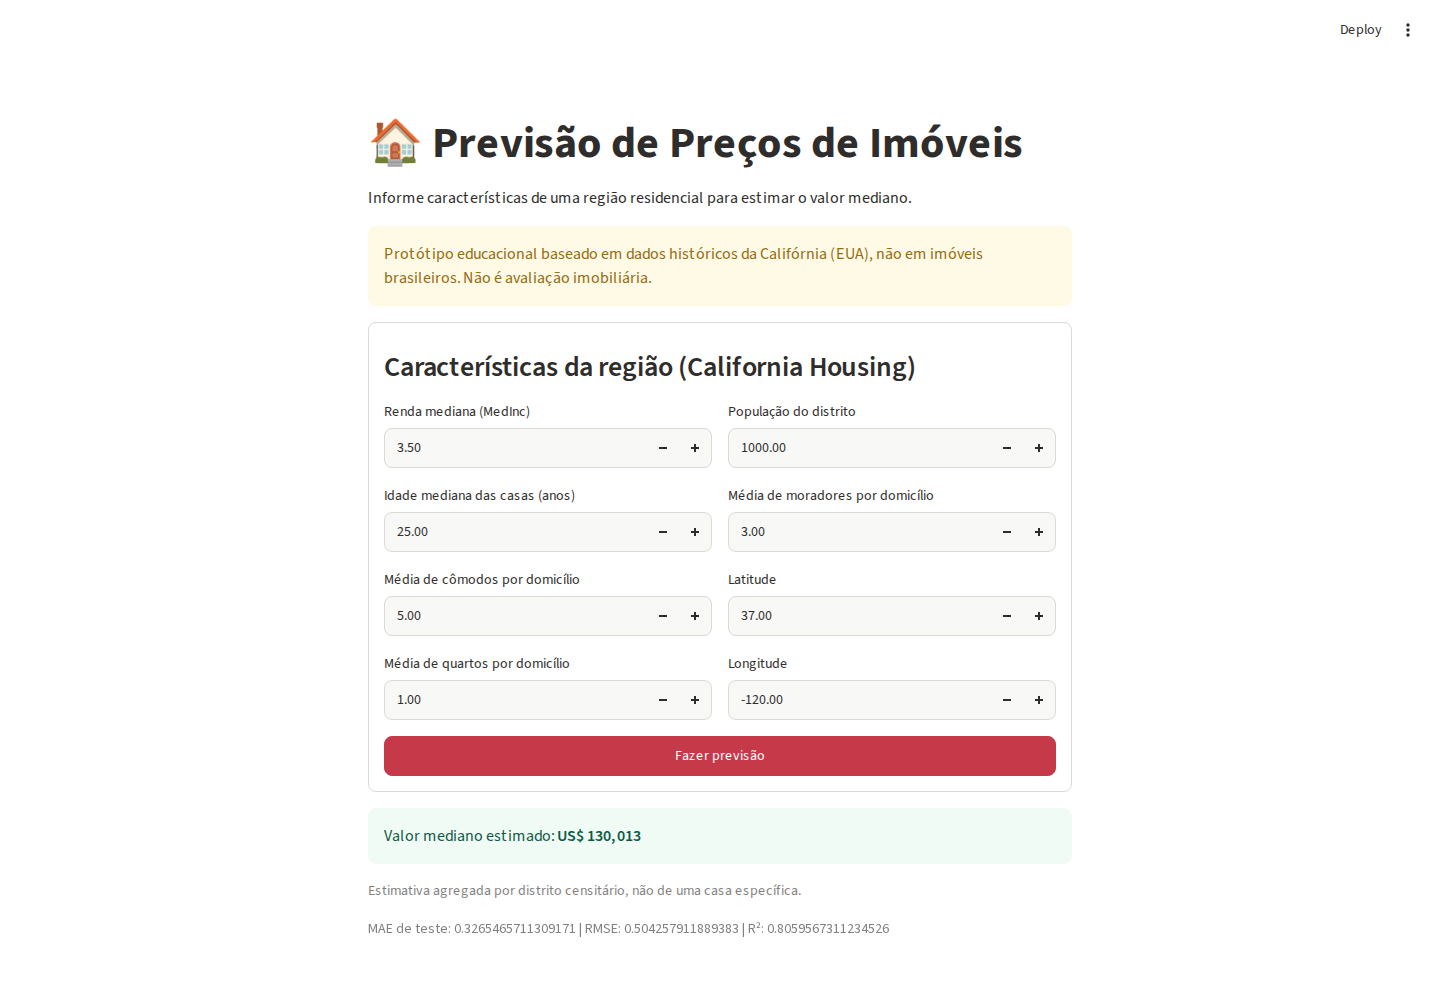 Deploy
Previsão de Preços de Imóveis
Informe características de uma região residencial para estimar o valor mediano.
Protótipo educacional baseado em dados históricos da Califórnia (EUA), não em imóveis
brasileiros. Não é avaliação imobiliária.
Características da região (California Housing)
Renda mediana (MedInc)
3.50
População do distrito
1000.00
Idade mediana das casas (anos)
25.00
Média de moradores por domicílio
3.00
Média de cômodos por domicílio
5.00
Latitude
37.00
Média de quartos por domicílio
1.00
Longitude
-120.00
Fazer previsão
Valor mediano estimado: US$ 130,013
Estimativa agregada por distrito censitário, não de uma casa específica.
MAE de teste: 0.3265465711309171 | RMSE: 0.504257911889383 | R²: 0.8059567311234526